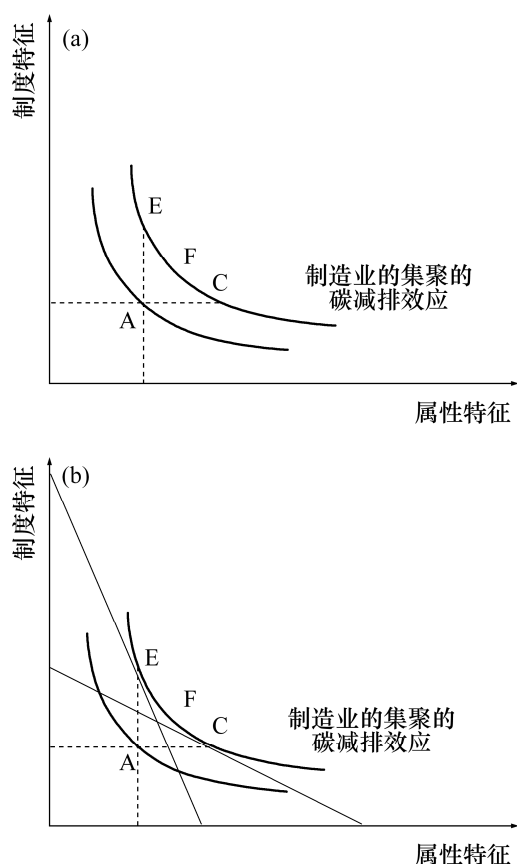 (a)
制度特征
E
F
C
制造业的集聚的
碳减排效应
A
属性特征
(b)
制度特征
E
F
C
制造业的集聚的
碳减排效应
A
属性特征